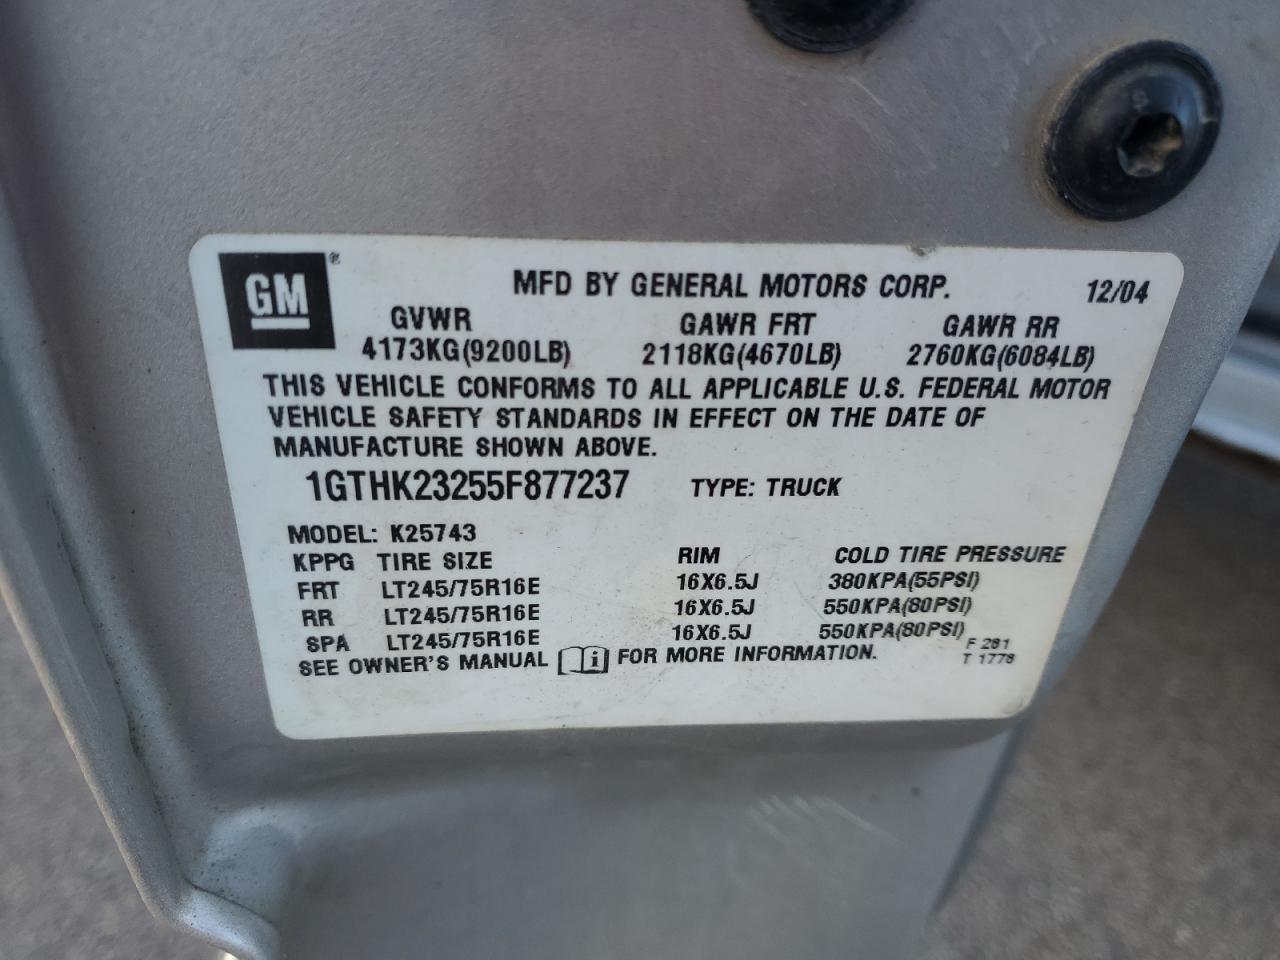 GM®
MFD BY GENERAL MOTORS CORP. 12/04
GVWR GAWR FRT GAWR RR
4173KG(9200LB) 2118KG(4670LB) 2760KG(6084LB)
THIS VEHICLE CONFORMS TO ALL APPLICABLE U.S. FEDERAL MOTOR
VEHICLE SAFETY STANDARDS IN EFFECT ON THE DATE OF
MANUFACTURE SHOWN ABOVE.
1GTHK23255F877237 TYPE: TRUCK
MODEL: K25743
KPPG TIRE SIZE RIM COLD TIRE PRESSURE
FRT LT245/75R16E 16X6.5J 380KPA(55PSI)
RR LT245/75R16E 16X6.5J 550KPA(80PSI)
SPA LT245/75R16E 16X6.5J 550KPA(80PSI)
SEE OWNER'S MANUAL i FOR MORE INFORMATION.
F 281
T 1778